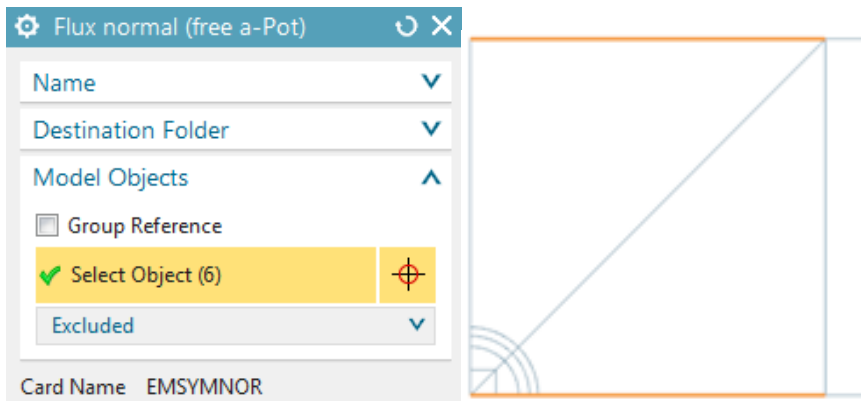 Flux normal (free a-Pot)
Name
Destination Folder
Model Objects
Group Reference
Select Object (6)
Excluded
Card Name EMSYMNOR